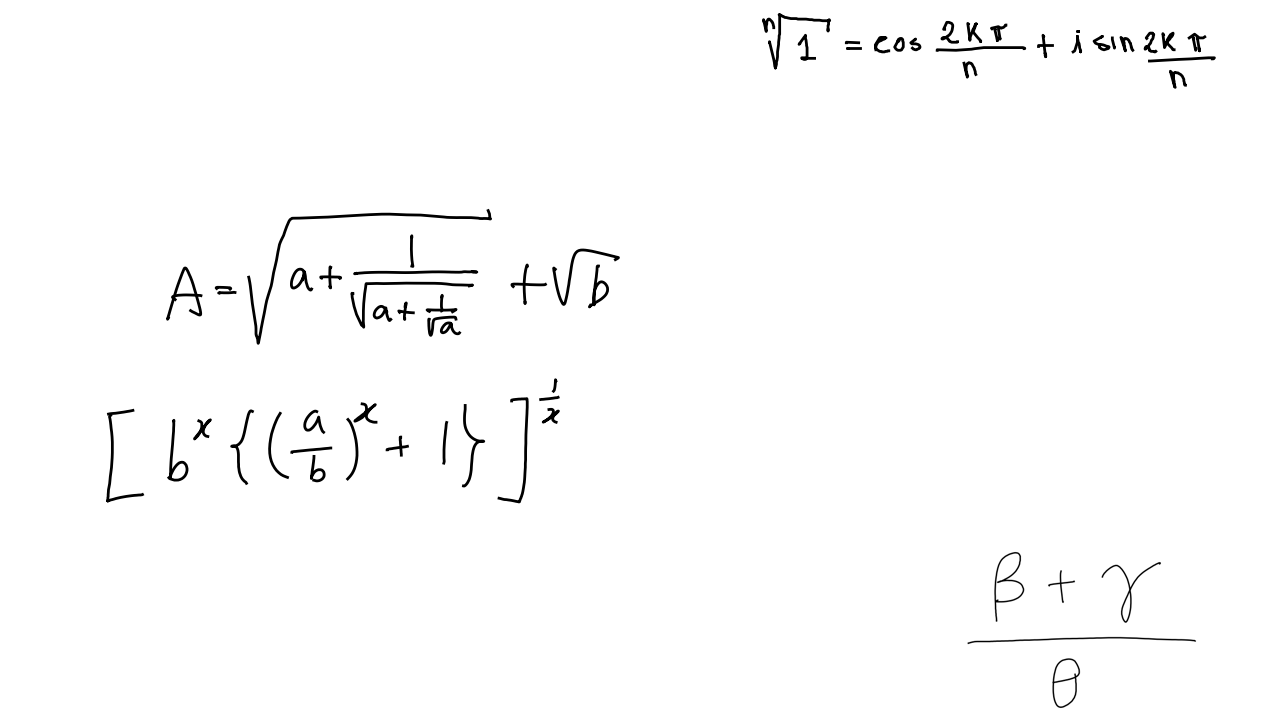 \sqrt[n]{1} = \cos \frac{2k\pi}{n} + i \sin \frac{2k\pi}{n}
A = \sqrt{a + \frac{1}{\sqrt{a + \frac{1}{\sqrt{a}}}}} + \sqrt{b}
\left[ b^x \left\{ \left( \frac{a}{b} \right)^x + 1 \right\} \right]^{\frac{1}{x}}
\frac{\beta + \gamma}{\theta}